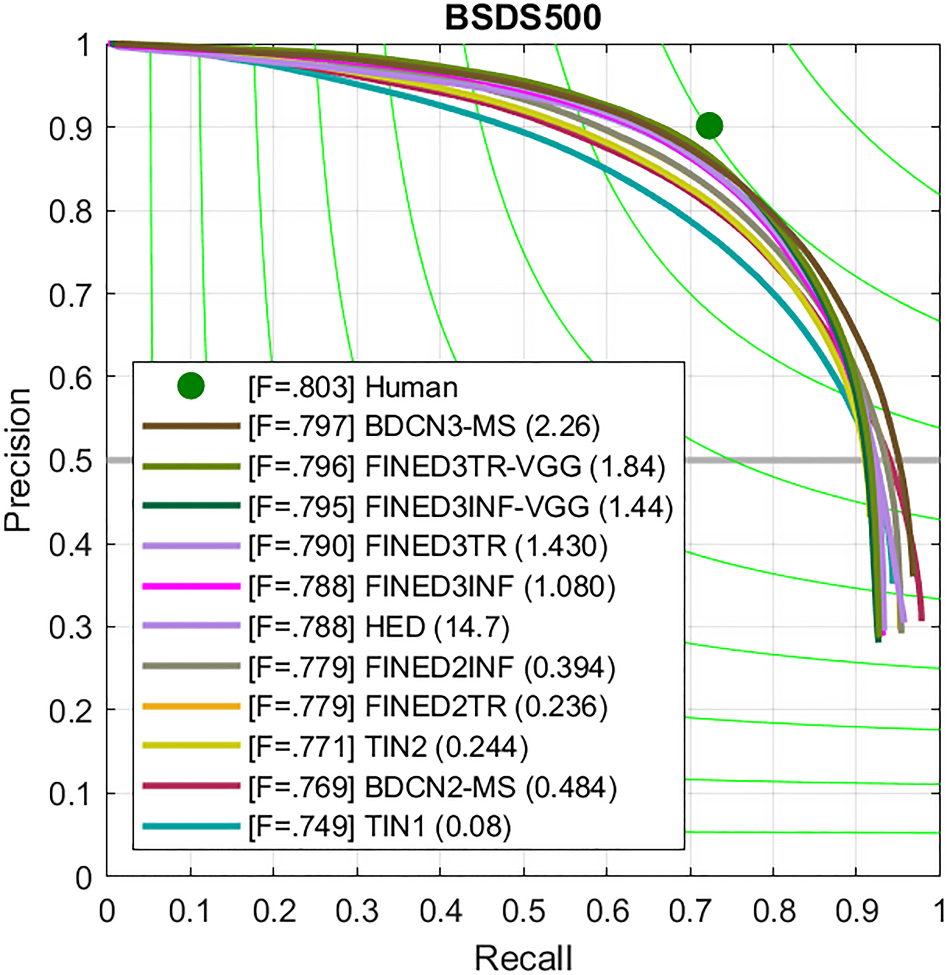 BSDS500
1
0.9
0.8
0.7
0.6
0.5
0.4
0.3
0.2
0.1
0
Precision
[F=.803] Human
[F=.797] BDCN3-MS (2.26)
[F=.796] FINED3TR-VGG (1.84)
[F=.795] FINED3INF-VGG (1.44)
[F=.790] FINED3TR (1.430)
[F=.788] FINED3INF (1.080)
[F=.788] HED (14.7)
[F=.779] FINED2INF (0.394)
[F=.779] FINED2TR (0.236)
[F=.771] TIN2 (0.244)
[F=.769] BDCN2-MS (0.484)
[F=.749] TIN1 (0.08)
0 0.1 0.2 0.3 0.4 0.5 0.6 0.7 0.8 0.9 1
Recall